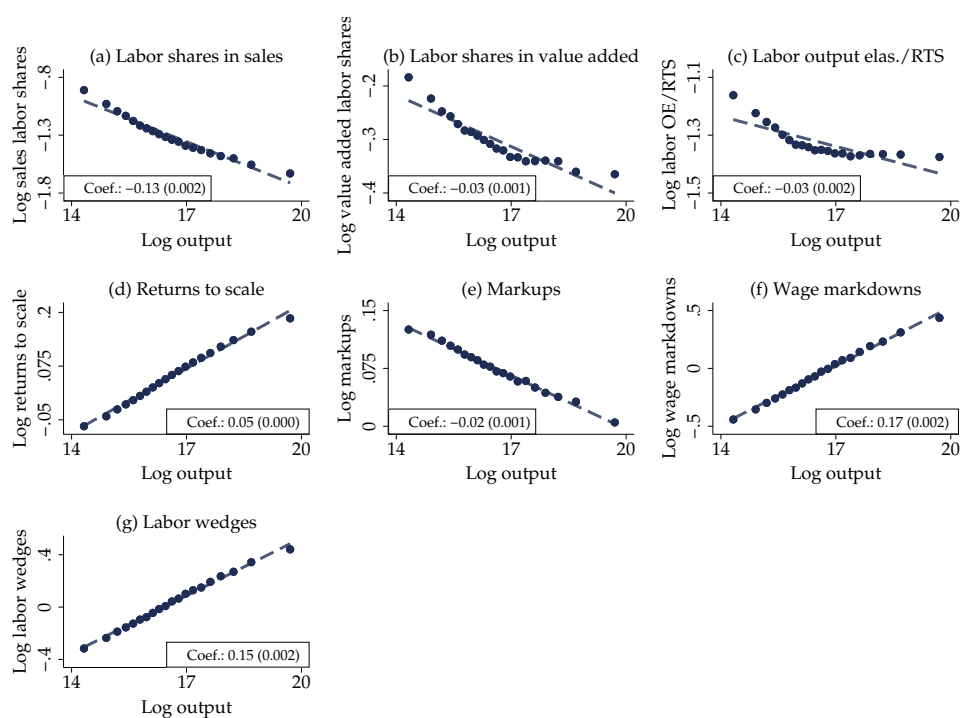 (a) Labor shares in sales
Log sales labor shares
−.8
−1.3
−1.8
Coef.: −0.13 (0.002)
14
17
20
Log output
(b) Labor shares in value added
Log value added labor shares
−.2
−.3
−.4
Coef.: −0.03 (0.001)
14
17
20
Log output
(c) Labor output elas./RTS
Log labor OE/RTS
−1.1
−1.3
−1.5
Coef.: −0.03 (0.002)
14
17
20
Log output
(d) Returns to scale
Log returns to scale
.2
.075
−.05
Coef.: 0.05 (0.000)
14
17
20
Log output
(e) Markups
Log markups
.15
.075
0
Coef.: −0.02 (0.001)
14
17
20
Log output
(f) Wage markdowns
Log wage markdowns
.5
0
−.5
Coef.: 0.17 (0.002)
14
17
20
Log output
(g) Labor wedges
Log labor wedges
.4
0
−.4
Coef.: 0.15 (0.002)
14
17
20
Log output